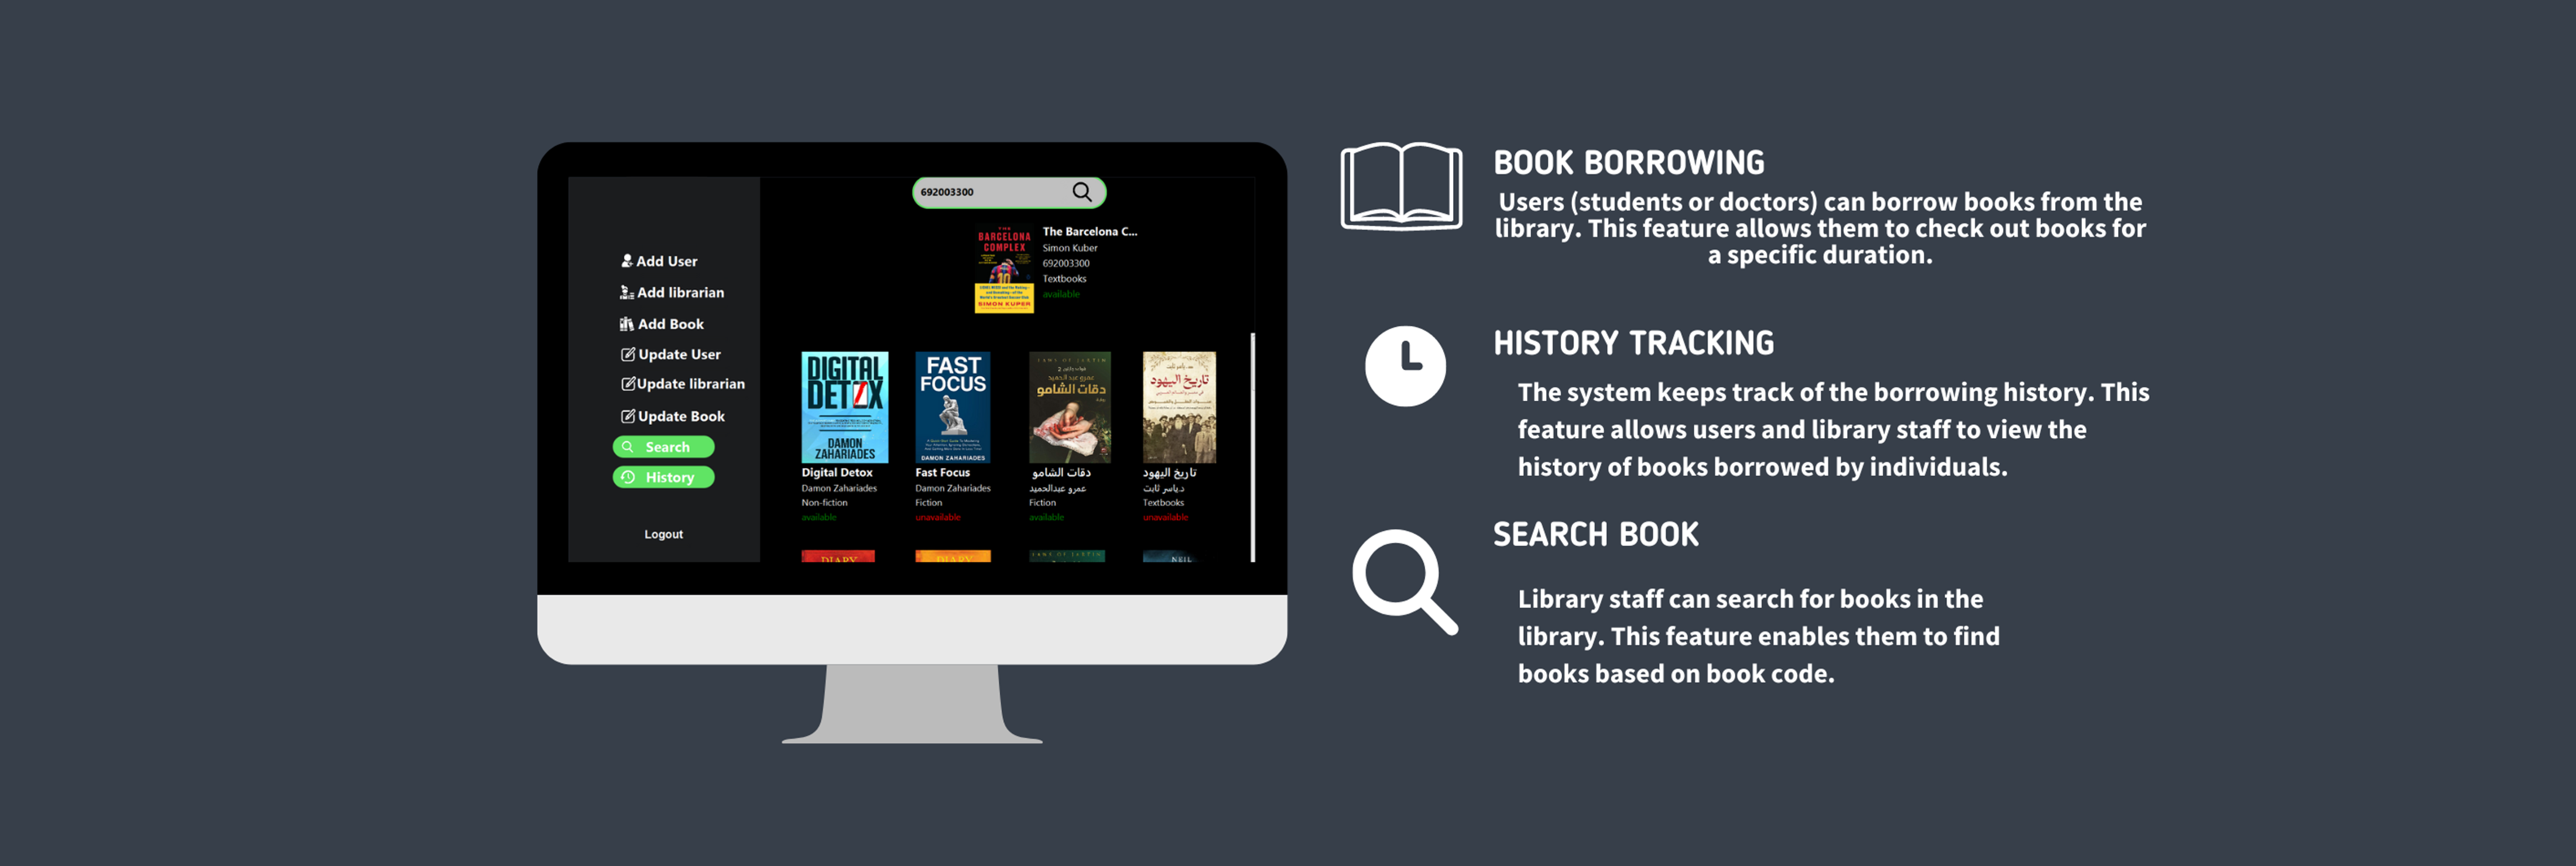 692003300
THE
BARCELONA
COMPLEX
SIMON KUPER
The Barcelona C...
Simon Kuber
692003300
Textbooks
available
Add User
Add librarian
Add Book
Update User
Update librarian
Update Book
Search
History
Logout
DIGITAL
DETOX
DAMON
ZAHARIADES
Digital Detox
Damon Zahariades
Non-fiction
available
FAST
FOCUS
DAMON ZAHARIADES
Fast Focus
Damon Zahariades
Fiction
unavailable
عمرو عبد الحميد
دقات الشامو
دقات الشامو
عمرو عبدالحميد
Fiction
available
تاريخ اليهود
تاريخ اليهود
د.ياسر ثابت
Textbooks
unavailable
DIARY
DIARY
NEIL
BOOK BORROWING
Users (students or doctors) can borrow books from the
library. This feature allows them to check out books for
a specific duration.
HISTORY TRACKING
The system keeps track of the borrowing history. This
feature allows users and library staff to view the
history of books borrowed by individuals.
SEARCH BOOK
Library staff can search for books in the
library. This feature enables them to find
books based on book code.